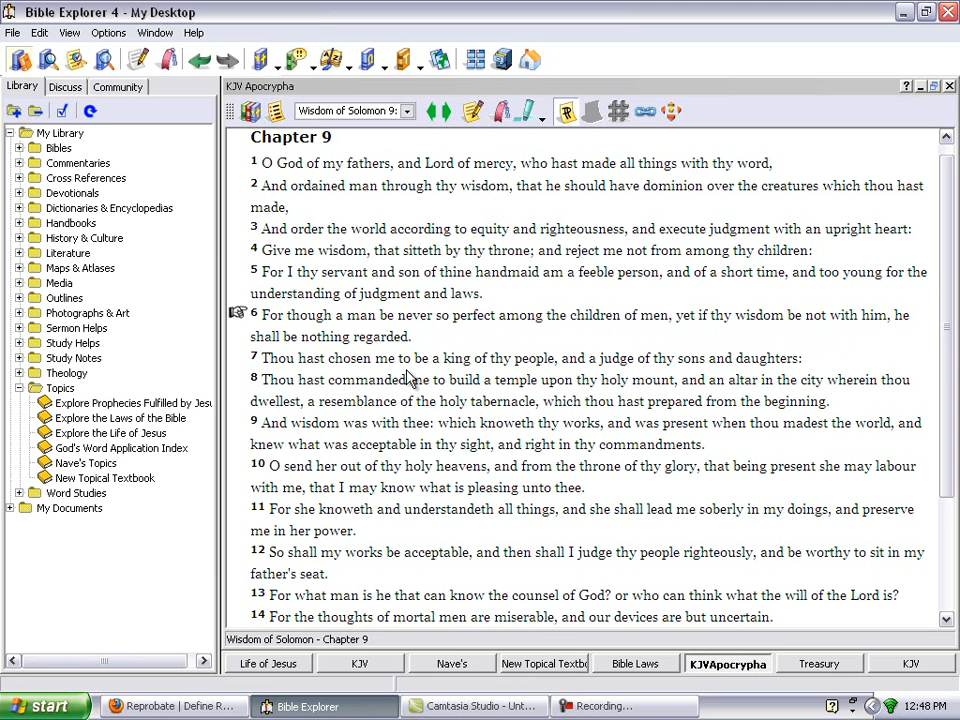 Bible Explorer 4 - My Desktop
File Edit View Options Window Help
Library Discuss Community
KJV Apocrypha
Wisdom of Solomon 9:
My Library
Bibles
Commentaries
Cross References
Devotionals
Dictionaries & Encyclopedias
Handbooks
History & Culture
Literature
Maps & Atlases
Media
Outlines
Photographs & Art
Sermon Helps
Study Helps
Study Notes
Theology
Topics
Explore Prophecies Fulfilled by Jesu
Explore the Laws of the Bible
Explore the Life of Jesus
God's Word Application Index
Nave's Topics
New Topical Textbook
Word Studies
My Documents
Chapter 9
1 O God of my fathers, and Lord of mercy, who hast made all things with thy word,
2 And ordained man through thy wisdom, that he should have dominion over the creatures which thou hast
made,
3 And order the world according to equity and righteousness, and execute judgment with an upright heart:
4 Give me wisdom, that sitteth by thy throne; and reject me not from among thy children:
5 For I thy servant and son of thine handmaid am a feeble person, and of a short time, and too young for the
understanding of judgment and laws.
6 For though a man be never so perfect among the children of men, yet if thy wisdom be not with him, he
shall be nothing regarded.
7 Thou hast chosen me to be a king of thy people, and a judge of thy sons and daughters:
8 Thou hast commanded me to build a temple upon thy holy mount, and an altar in the city wherein thou
dwellest, a resemblance of the holy tabernacle, which thou hast prepared from the beginning.
9 And wisdom was with thee: which knoweth thy works, and was present when thou madest the world, and
knew what was acceptable in thy sight, and right in thy commandments.
10 O send her out of thy holy heavens, and from the throne of thy glory, that being present she may labour
with me, that I may know what is pleasing unto thee.
11 For she knoweth and understandeth all things, and she shall lead me soberly in my doings, and preserve
me in her power.
12 So shall my works be acceptable, and then shall I judge thy people righteously, and be worthy to sit in my
father's seat.
13 For what man is he that can know the counsel of God? or who can think what the will of the Lord is?
14 For the thoughts of mortal men are miserable, and our devices are but uncertain.
Wisdom of Solomon - Chapter 9
Life of Jesus KJV Nave's New Topical Textbo Bible Laws KJVApocrypha Treasury KJV
start Reprobate | Define R... Bible Explorer Camtasia Studio - Unt... Recording... 12:48 PM